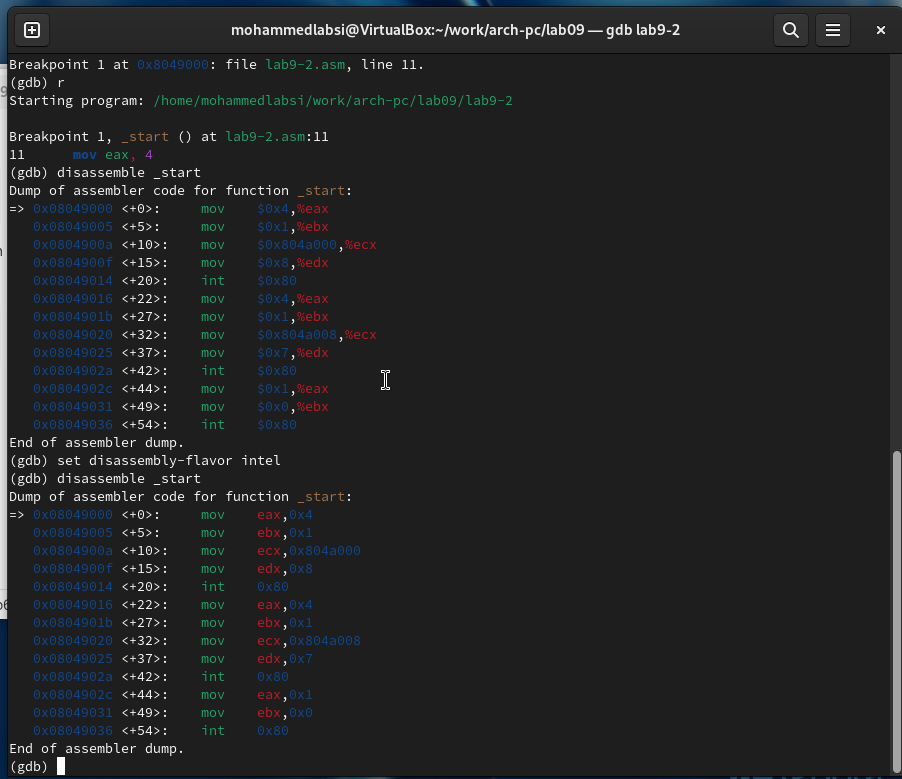 mohammedlabsi@VirtualBox:~/work/arch-pc/lab09 — gdb lab9-2
Breakpoint 1 at 0x8049000: file lab9-2.asm, line 11.
(gdb) r
Starting program: /home/mohammedlabsi/work/arch-pc/lab09/lab9-2
Breakpoint 1, _start () at lab9-2.asm:11
11      mov eax, 4
(gdb) disassemble _start
Dump of assembler code for function _start:
=> 0x08049000 <+0>:     mov    $0x4,%eax
   0x08049005 <+5>:     mov    $0x1,%ebx
   0x0804900a <+10>:    mov    $0x804a000,%ecx
   0x0804900f <+15>:    mov    $0x8,%edx
   0x08049014 <+20>:    int    $0x80
   0x08049016 <+22>:    mov    $0x4,%eax
   0x0804901b <+27>:    mov    $0x1,%ebx
   0x08049020 <+32>:    mov    $0x804a008,%ecx
   0x08049025 <+37>:    mov    $0x7,%edx
   0x0804902a <+42>:    int    $0x80
   0x0804902c <+44>:    mov    $0x1,%eax
   0x08049031 <+49>:    mov    $0x0,%ebx
   0x08049036 <+54>:    int    $0x80
End of assembler dump.
(gdb) set disassembly-flavor intel
(gdb) disassemble _start
Dump of assembler code for function _start:
=> 0x08049000 <+0>:     mov    eax,0x4
   0x08049005 <+5>:     mov    ebx,0x1
   0x0804900a <+10>:    mov    ecx,0x804a000
   0x0804900f <+15>:    mov    edx,0x8
   0x08049014 <+20>:    int    0x80
   0x08049016 <+22>:    mov    eax,0x4
   0x0804901b <+27>:    mov    ebx,0x1
   0x08049020 <+32>:    mov    ecx,0x804a008
   0x08049025 <+37>:    mov    edx,0x7
   0x0804902a <+42>:    int    0x80
   0x0804902c <+44>:    mov    eax,0x1
   0x08049031 <+49>:    mov    ebx,0x0
   0x08049036 <+54>:    int    0x80
End of assembler dump.
(gdb)